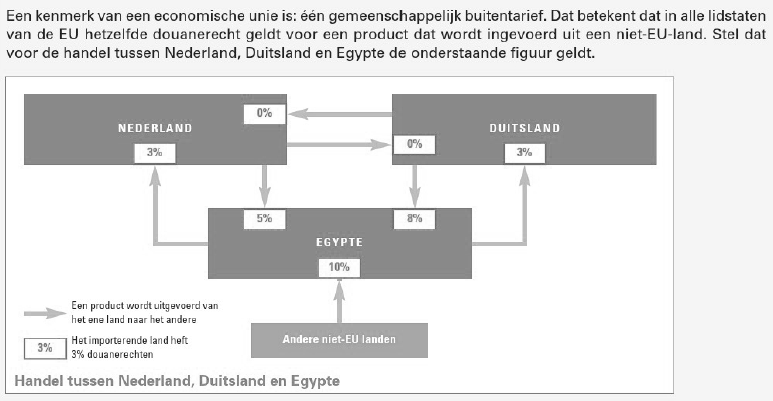 Een kenmerk van een economische unie is: één gemeenschappelijk buitentarief. Dat betekent dat in alle lidstaten
van de EU hetzelfde douanerecht geldt voor een product dat wordt ingevoerd uit een niet-EU-land. Stel dat
voor de handel tussen Nederland, Duitsland en Egypte de onderstaande figuur geldt.
0%
NEDERLAND
DUITSLAND
0%
3%
3%
5%
8%
EGYPTE
10%
Een product wordt uitgevoerd van
het ene land naar het andere
Andere niet-EU landen
3%
Het importerende land heft
3% douanerechten
Handel tussen Nederland, Duitsland en Egypte